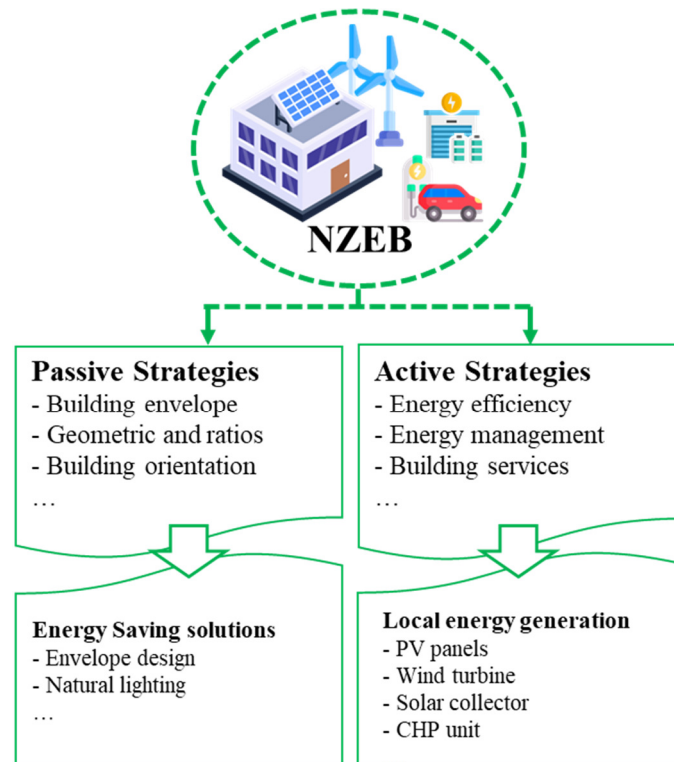 NZEB
Passive Strategies
- Building envelope
- Geometric and ratios
- Building orientation
…
Active Strategies
- Energy efficiency
- Energy management
- Building services
…
Energy Saving solutions
- Envelope design
- Natural lighting
…
Local energy generation
- PV panels
- Wind turbine
- Solar collector
- CHP unit